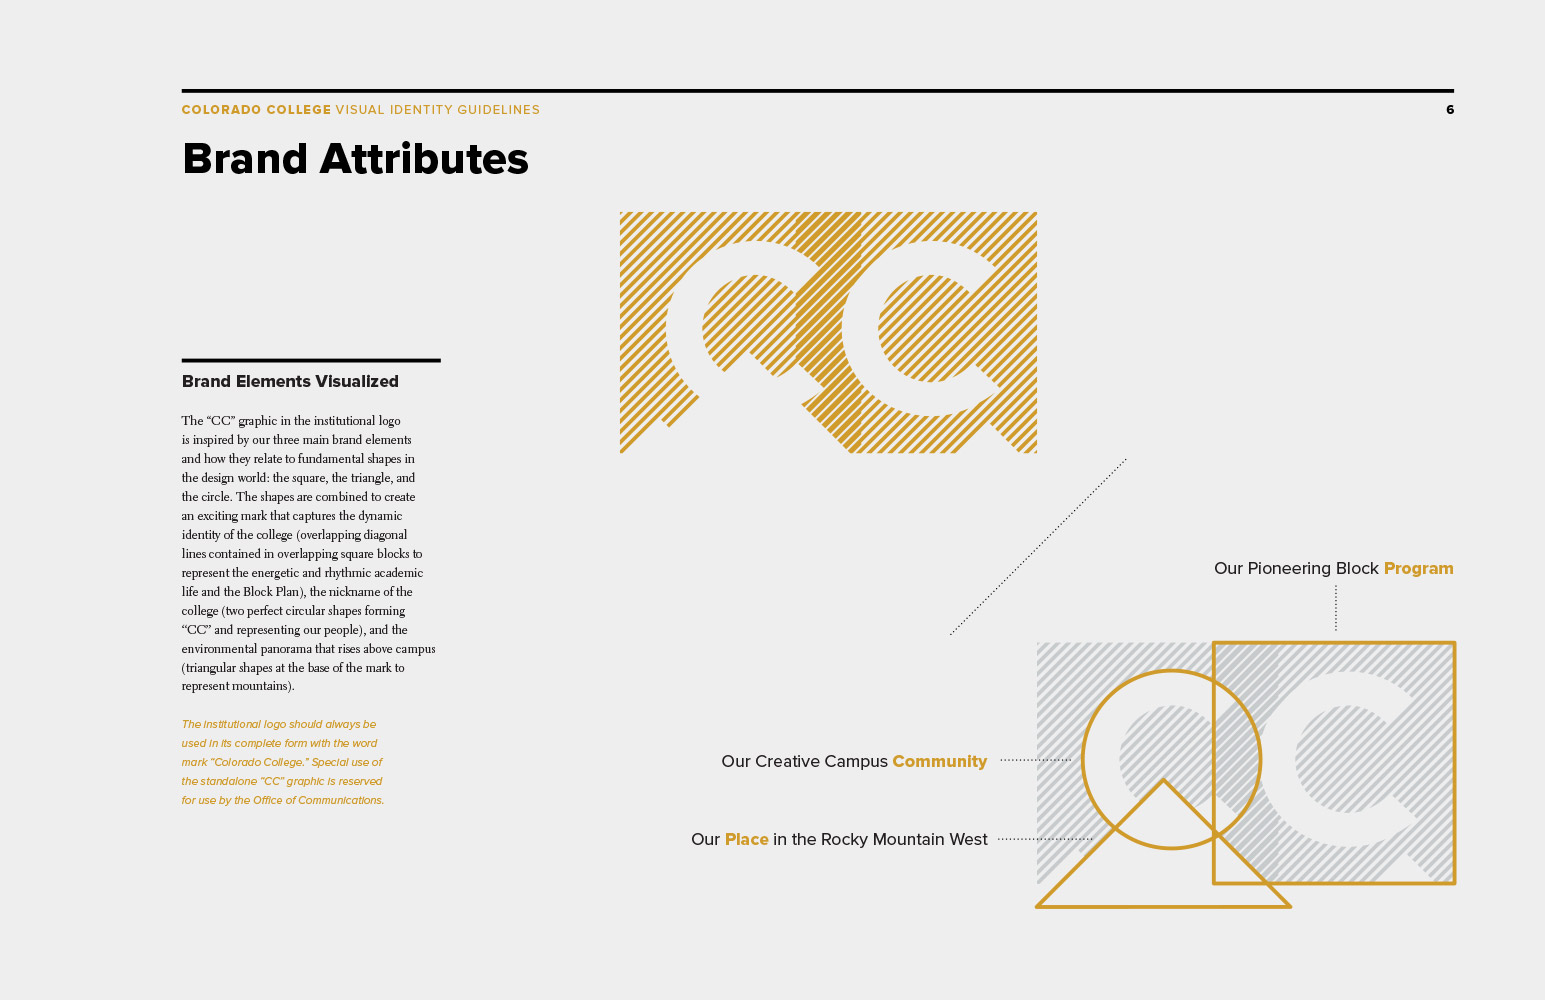 COLORADO COLLEGE VISUAL IDENTITY GUIDELINES
6
Brand Attributes
CC
Brand Elements Visualized
The “CC” graphic in the institutional logo
is inspired by our three main brand elements
and how they relate to fundamental shapes in
the design world: the square, the triangle, and
the circle. The shapes are combined to create
an exciting mark that captures the dynamic
identity of the college (overlapping diagonal
lines contained in overlapping square blocks to
represent the energetic and rhythmic academic
life and the Block Plan), the nickname of the
college (two perfect circular shapes forming
“CC” and representing our people), and the
environmental panorama that rises above campus
(triangular shapes at the base of the mark to
represent mountains).
The institutional logo should always be
used in its complete form with the word
mark “Colorado College.” Special use of
the standalone “CC” graphic is reserved
for use by the Office of Communications.
Our Pioneering Block Program
CC
Our Creative Campus Community
Our Place in the Rocky Mountain West